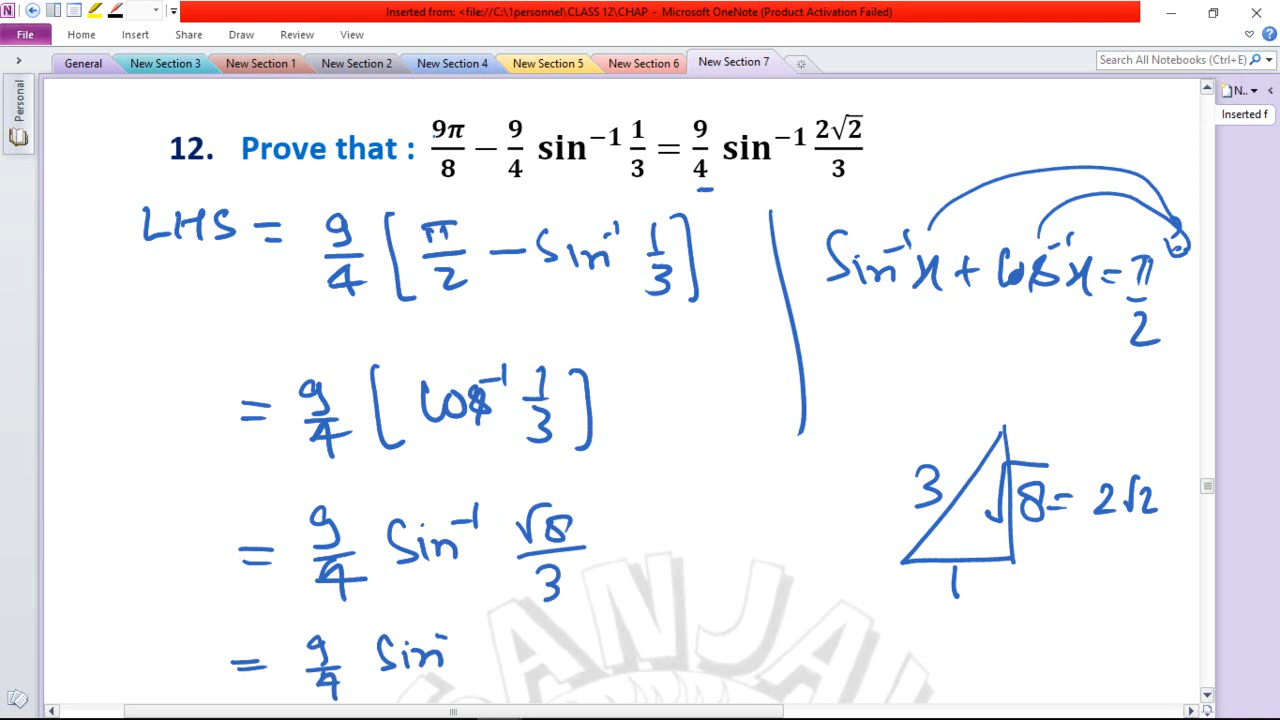 Inserted from: <file://C:\1personnel\CLASS 12\CHAP - Microsoft OneNote (Product Activation Failed)
File Home Insert Share Draw Review View
General New Section 3 New Section 1 New Section 2 New Section 4 New Section 5 New Section 6 New Section 7 Search All Notebooks (Ctrl+E)
Personal
N..
Inserted f
12. Prove that : 9π/8 − 9/4 sin⁻¹ 1/3 = 9/4 sin⁻¹ 2√2/3
LHS = 9/4 [π/2 − Sin⁻¹ 1/3]
Sin⁻¹x + Cos⁻¹x = π/2
= 9/4 [Cos⁻¹ 1/3]
3 √8 = 2√2
1
= 9/4 Sin⁻¹ √8/3
= 9/4 Sin⁻
ANJAL